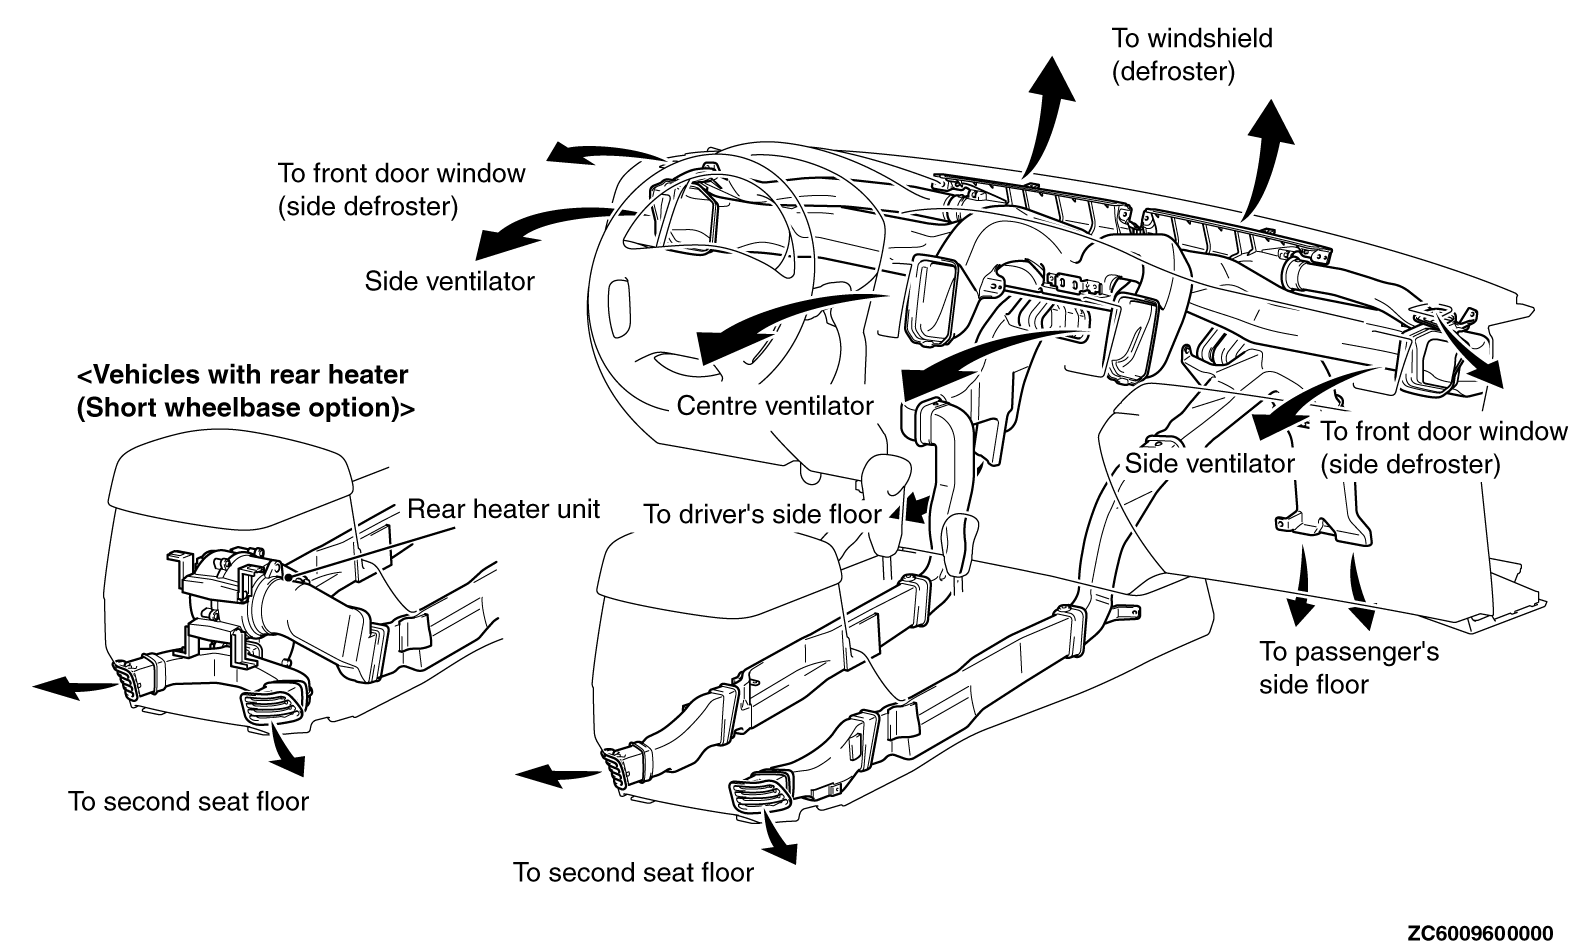 To windshield
(defroster)
To front door window
(side defroster)
Side ventilator
<Vehicles with rear heater
(Short wheelbase option)>
Centre ventilator
To front door window
(side defroster)
Side ventilator
Rear heater unit
To driver's side floor
To passenger's
side floor
To second seat floor
To second seat floor
ZC6009600000